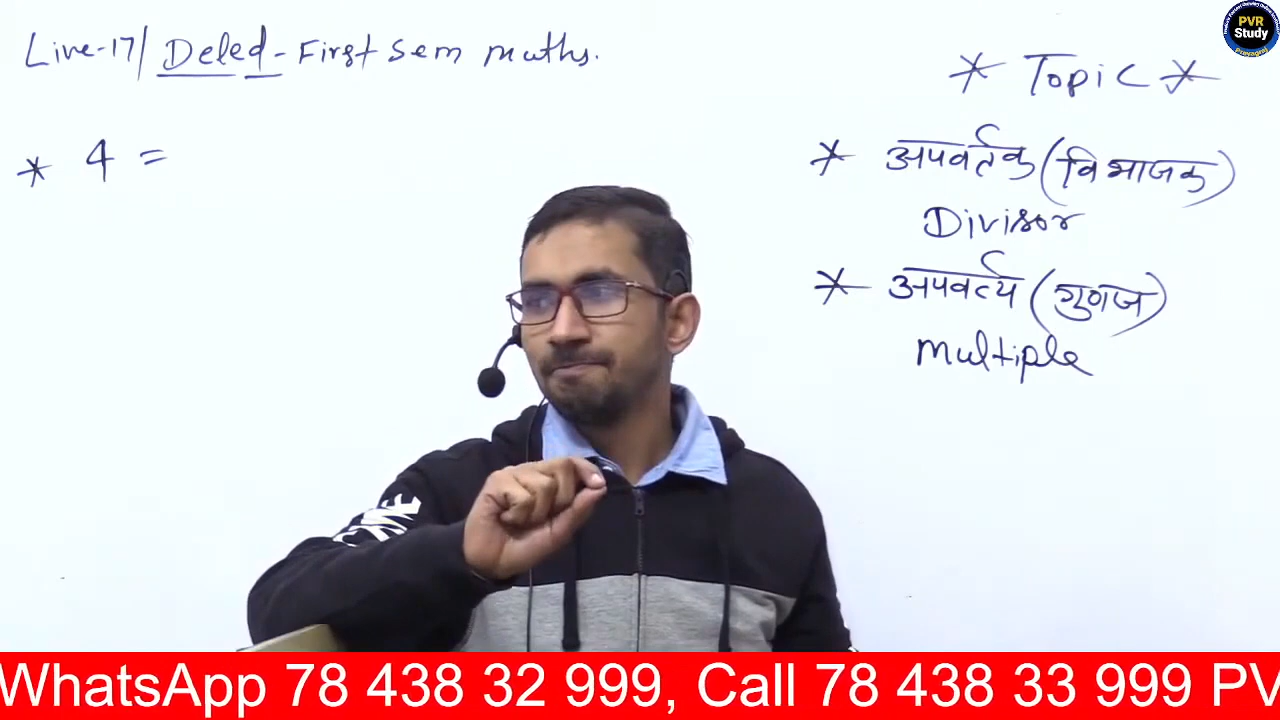 Live-17/ Deled - First Sem maths.
* 4 =
* Topic *
* अपवर्तक (विभाजक)
Divisor
* अपवर्त्य (गुणज)
multiple
PVR
Study
Prayagraj
WhatsApp 78 438 32 999, Call 78 438 33 999 PV